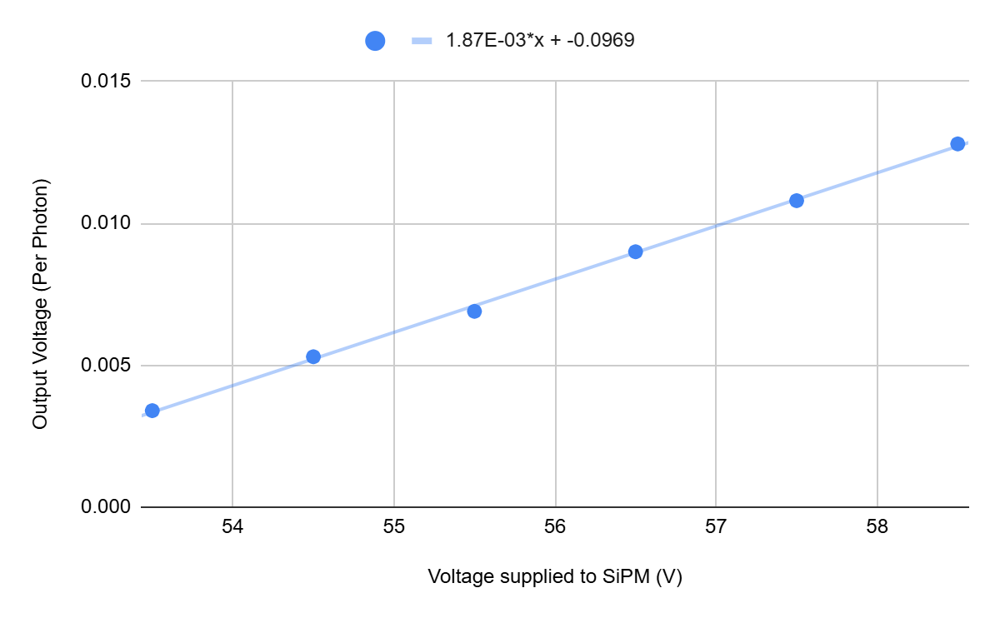 1.87E-03*x + -0.0969
0.015
0.010
0.005
0.000
Output Voltage (Per Photon)
54 55 56 57 58
Voltage supplied to SiPM (V)